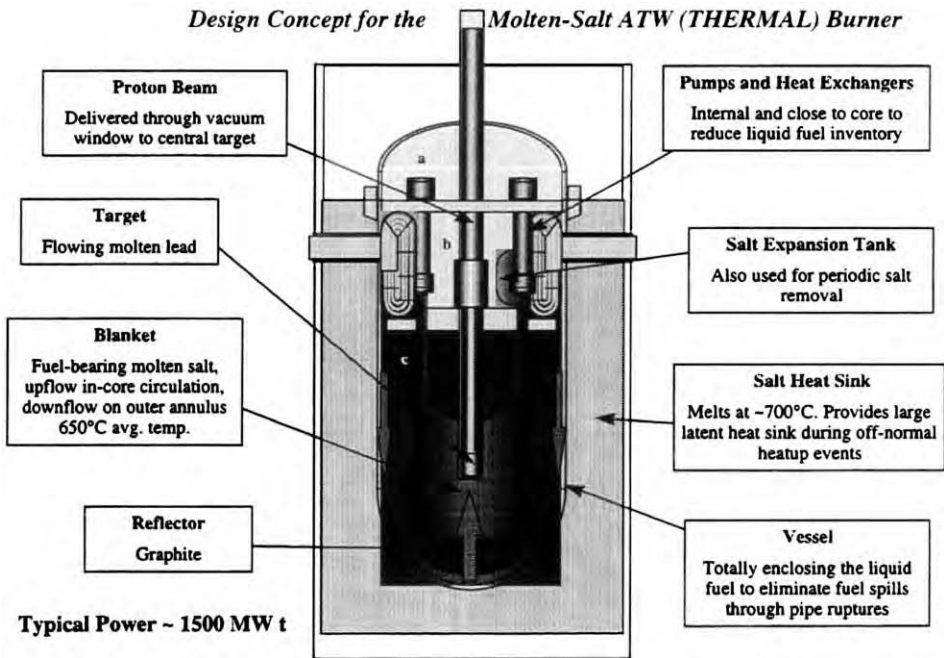 Design Concept for the Molten-Salt ATW (THERMAL) Burner
Proton Beam
Delivered through vacuum
window to central target
Target
Flowing molten lead
Blanket
Fuel-bearing molten salt,
upflow in-core circulation,
downflow on outer annulus
650°C avg. temp.
Reflector
Graphite
Typical Power ~ 1500 MW t
a
b
c
Pumps and Heat Exchangers
Internal and close to core to
reduce liquid fuel inventory
Salt Expansion Tank
Also used for periodic salt
removal
Salt Heat Sink
Melts at ~700°C. Provides large
latent heat sink during off-normal
heatup events
Vessel
Totally enclosing the liquid
fuel to eliminate fuel spills
through pipe ruptures